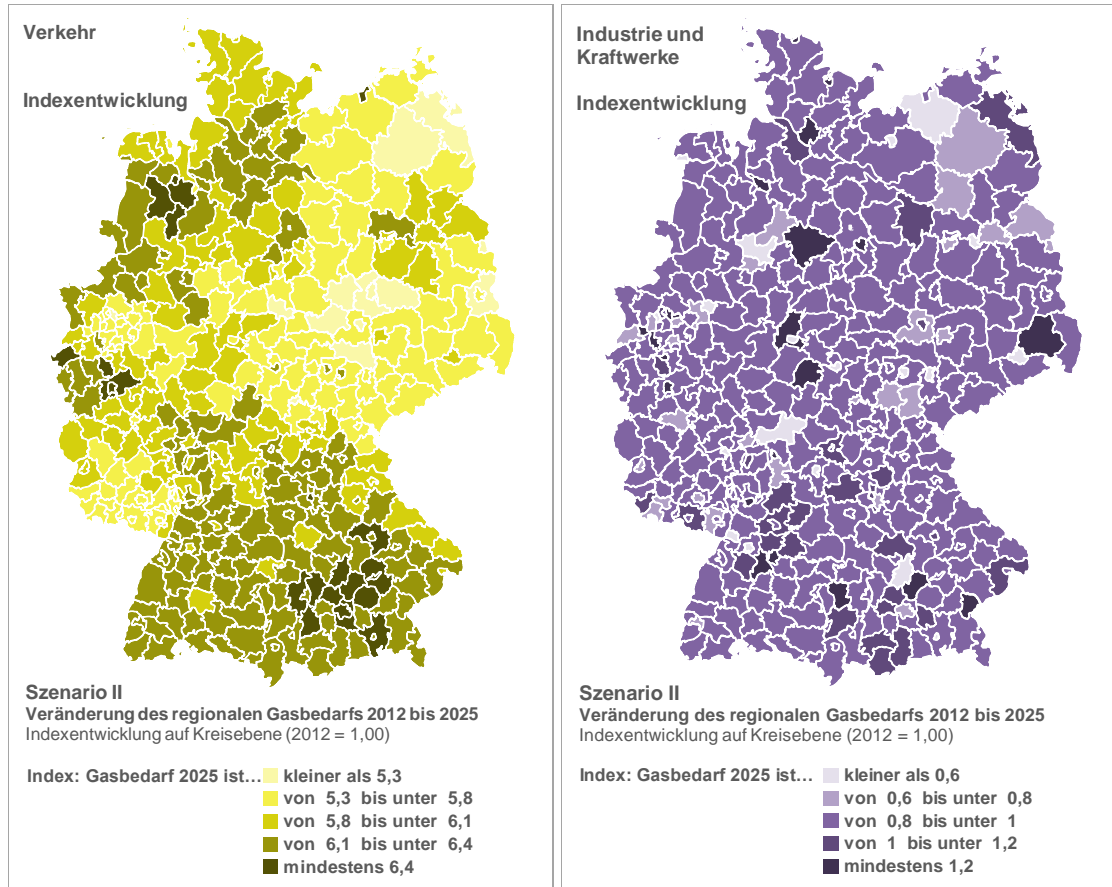 Verkehr
Indexentwicklung
Szenario II
Veränderung des regionalen Gasbedarfs 2012 bis 2025
Indexentwicklung auf Kreisebene (2012 = 1,00)
Index: Gasbedarf 2025 ist...
kleiner als 5,3
von 5,3 bis unter 5,8
von 5,8 bis unter 6,1
von 6,1 bis unter 6,4
mindestens 6,4
Industrie und
Kraftwerke
Indexentwicklung
Szenario II
Veränderung des regionalen Gasbedarfs 2012 bis 2025
Indexentwicklung auf Kreisebene (2012 = 1,00)
Index: Gasbedarf 2025 ist...
kleiner als 0,6
von 0,6 bis unter 0,8
von 0,8 bis unter 1
von 1 bis unter 1,2
mindestens 1,2